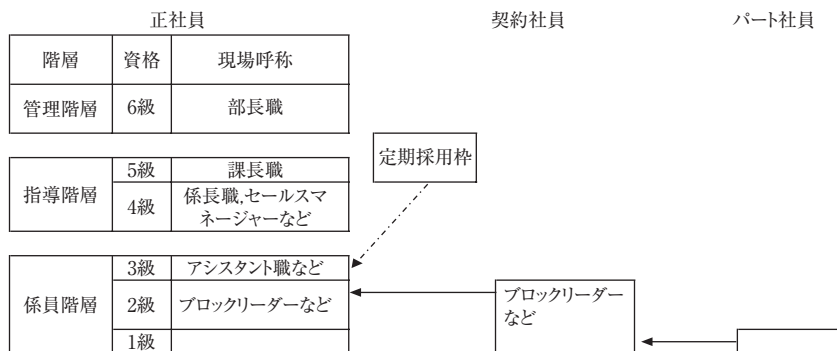 正社員
契約社員
パート社員
階層 資格 現場呼称
管理階層 6級 部長職
定期採用枠
指導階層
5級 課長職
4級 係長職,セールスマ
ネージャーなど
係員階層
3級 アシスタント職など
2級 ブロックリーダーなど
1級
ブロックリーダー
など